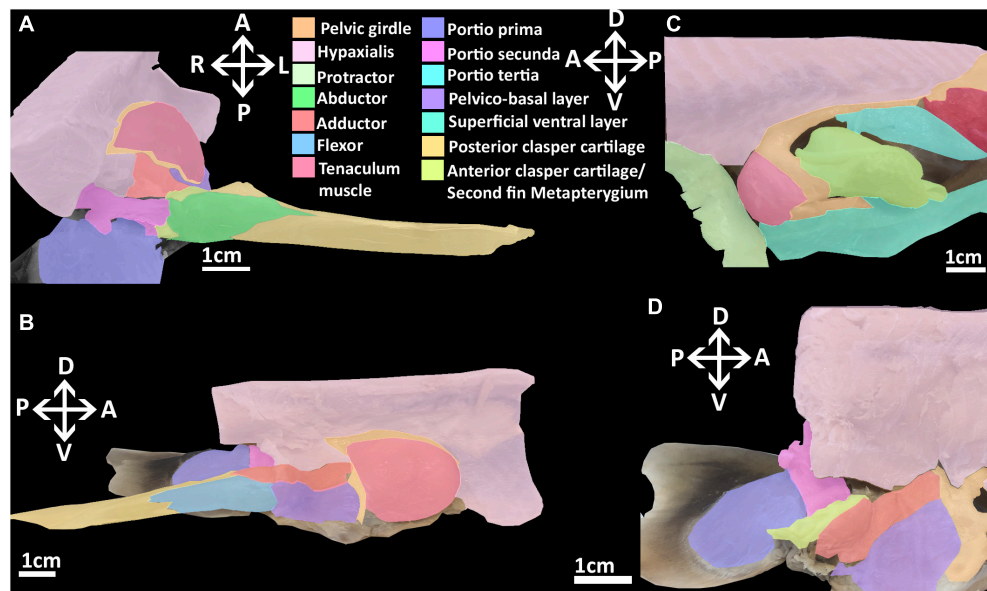 A
A
R L
P
Pelvic girdle
Hypaxialis
Protractor
Abductor
Adductor
Flexor
Tenaculum
muscle
Portio prima
Portio secunda
Portio tertia
Pelvico-basal layer
Superficial ventral layer
Posterior clasper cartilage
Anterior clasper cartilage/
Second fin Metapterygium
D
A P
V
C
1cm
1cm
B
D
P A
V
1cm
D
D
P A
V
1cm